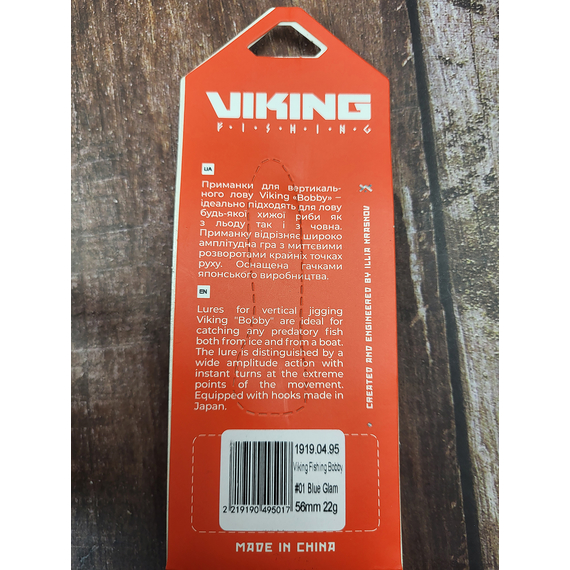 VIKING
F·I·S·H·I·N·G
UA
Приманки для вертикаль-
ного лову Viking «Bobby» –
ідеально підходять для лову
будь-якої хижої риби як
з льоду так і з човна.
Приманку відрізняє широко
амплітудна гра з миттєвими
розворотами крайніх точках
руху. Оснащена гачками
японського виробництва.
EN
Lures for vertical jigging
Viking "Bobby" are ideal for
catching any predatory fish
both from ice and from a boat.
The lure is distinguished by a
wide amplitude action with
instant turns at the extreme
points of the movement.
Equipped with hooks made in
Japan.
CREATED AND ENGINEERED BY ILLIA KRASNOV
1919.04.95
Viking Fishing Bobby
#01 Blue Glam
56mm 22g
2 219190 495017
MADE IN CHINA